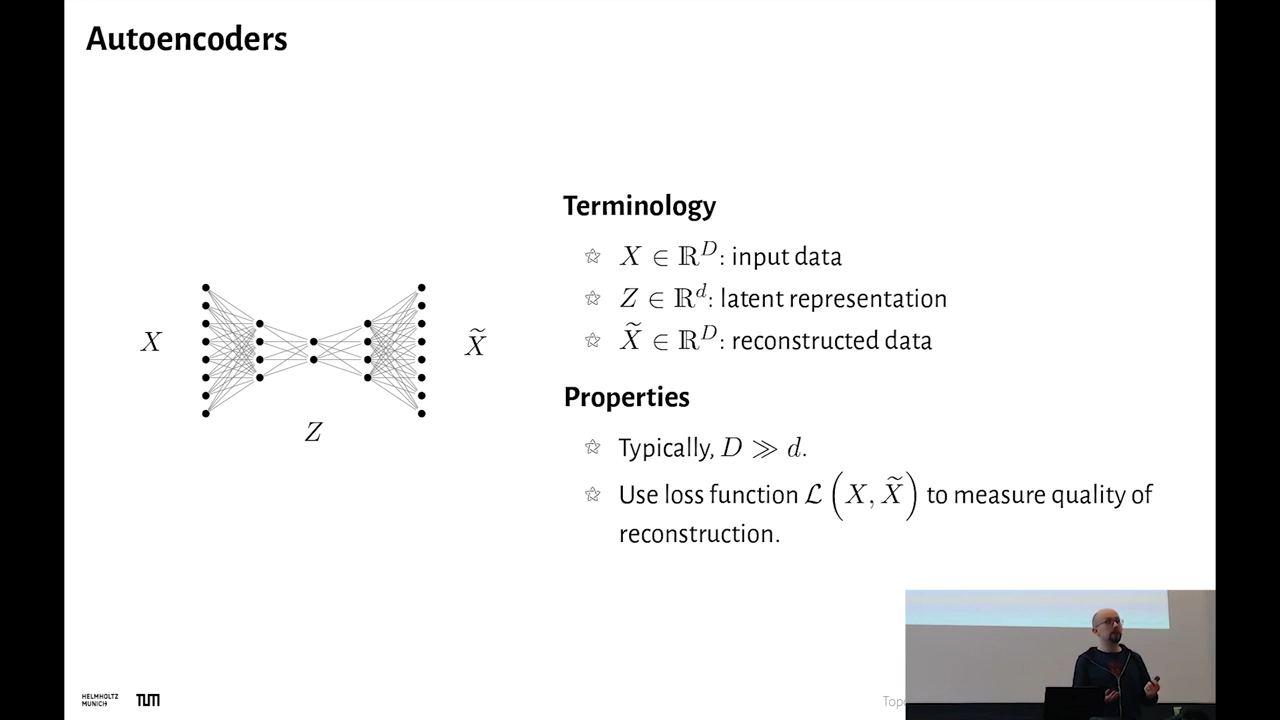 Autoencoders
Terminology
☆ X ∈ ℝ^D: input data
☆ Z ∈ ℝ^d: latent representation
☆ X̃ ∈ ℝ^D: reconstructed data
Properties
☆ Typically, D ≫ d.
☆ Use loss function ℒ(X, X̃) to measure quality of
reconstruction.
X
X̃
Z
HELMHOLTZ
MUNICH
TUM